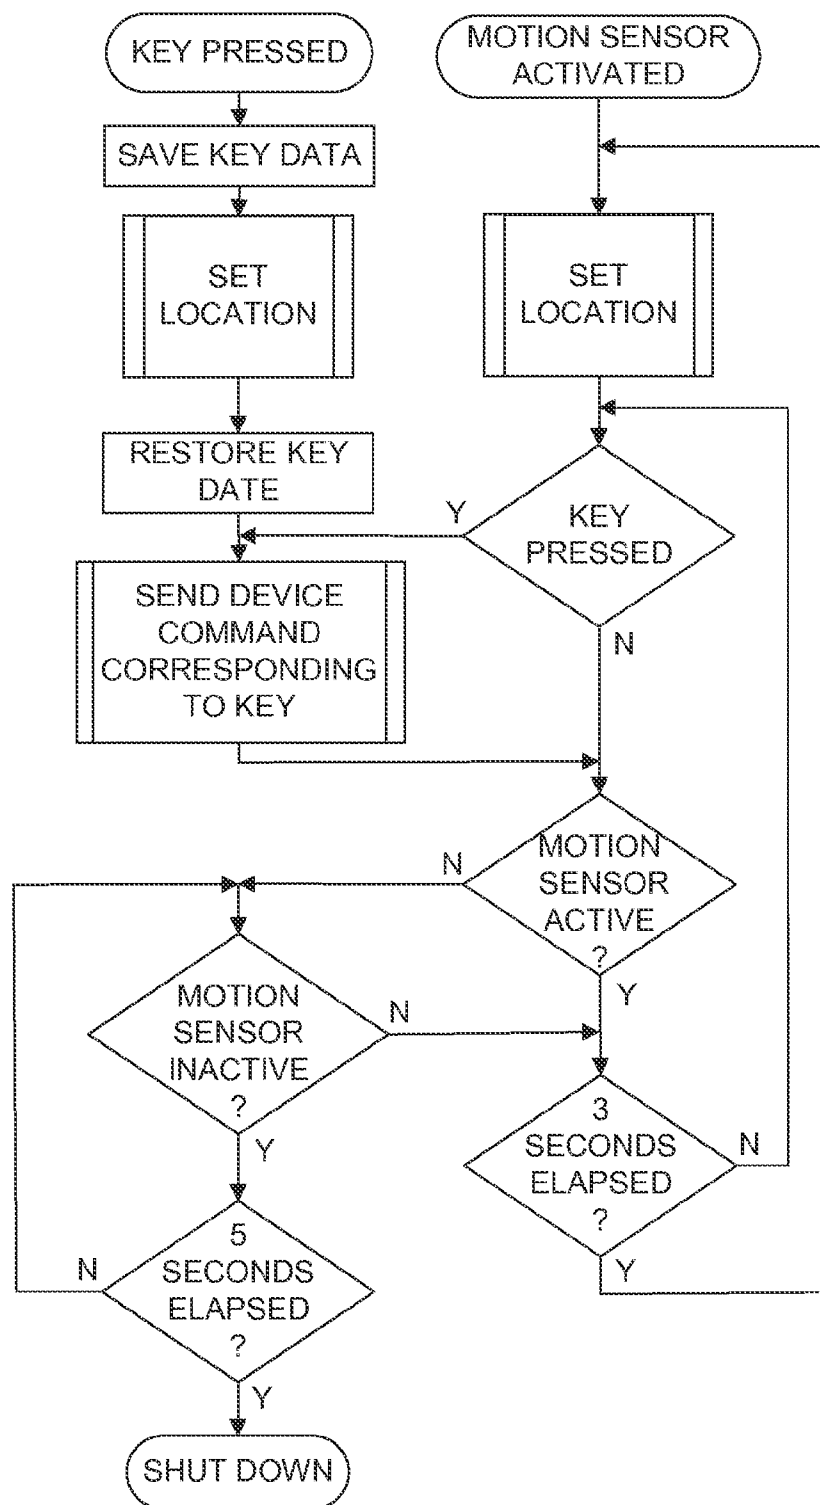 KEY PRESSED
MOTION SENSOR
ACTIVATED
SAVE KEY DATA
SET
LOCATION
SET
LOCATION
RESTORE KEY
DATE
Y
KEY
PRESSED
N
SEND DEVICE
COMMAND
CORRESPONDING
TO KEY
N
MOTION
SENSOR
ACTIVE
?
Y
MOTION
SENSOR
INACTIVE
?
N
Y
3
SECONDS
ELAPSED
?
N
Y
5
SECONDS
ELAPSED
?
N
Y
SHUT DOWN